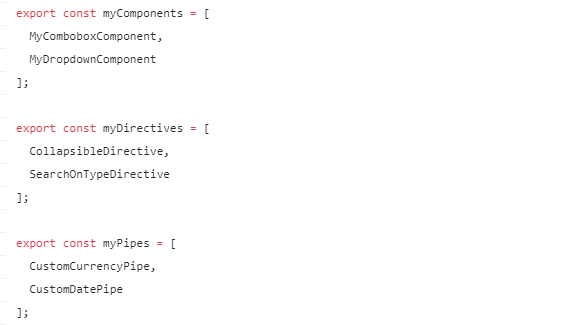 export const myComponents = [
MyComboboxComponent,
MyDropdownComponent
];
export const myDirectives = [
CollapsibleDirective,
SearchOnTypeDirective
];
export const myPipes = [
CustomCurrencyPipe,
CustomDatePipe
];